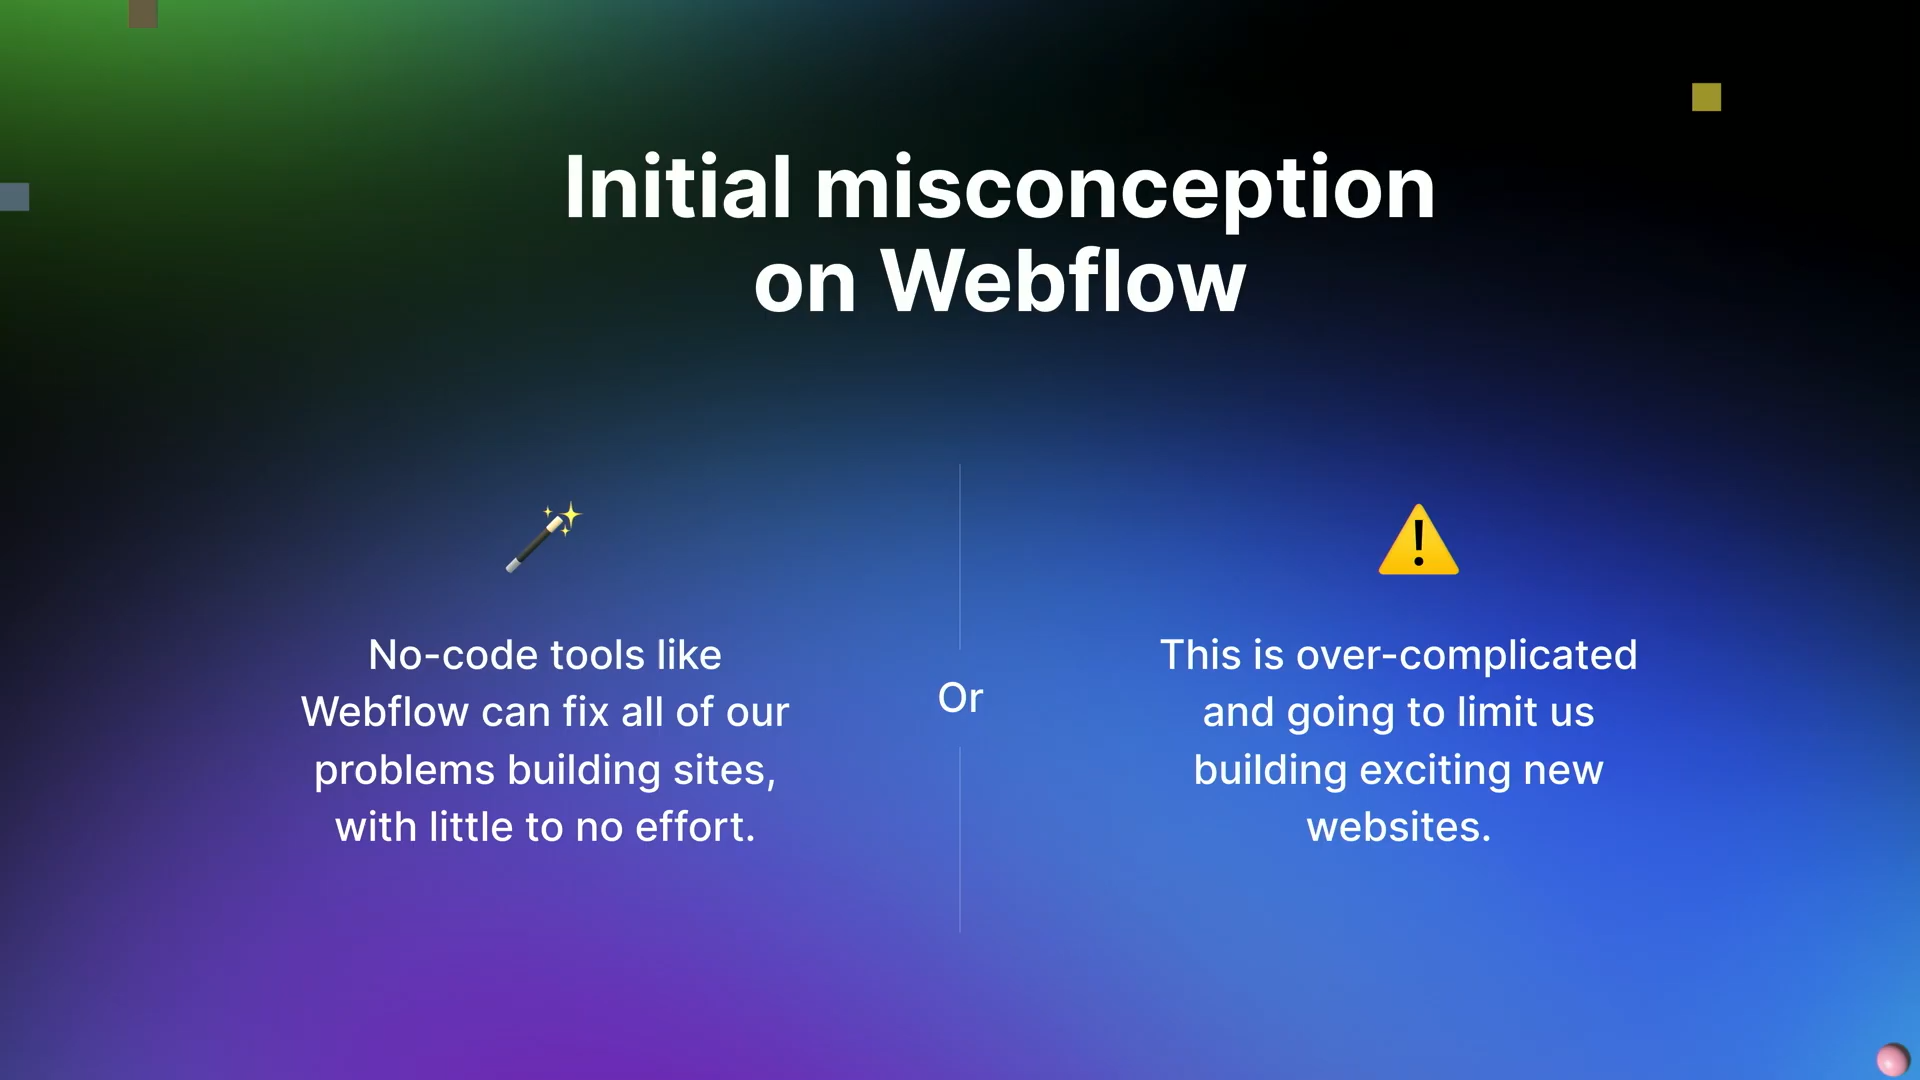 Initial misconception
on Webflow
No-code tools like
Webflow can fix all of our
problems building sites,
with little to no effort.
Or
This is over-complicated
and going to limit us
building exciting new
websites.